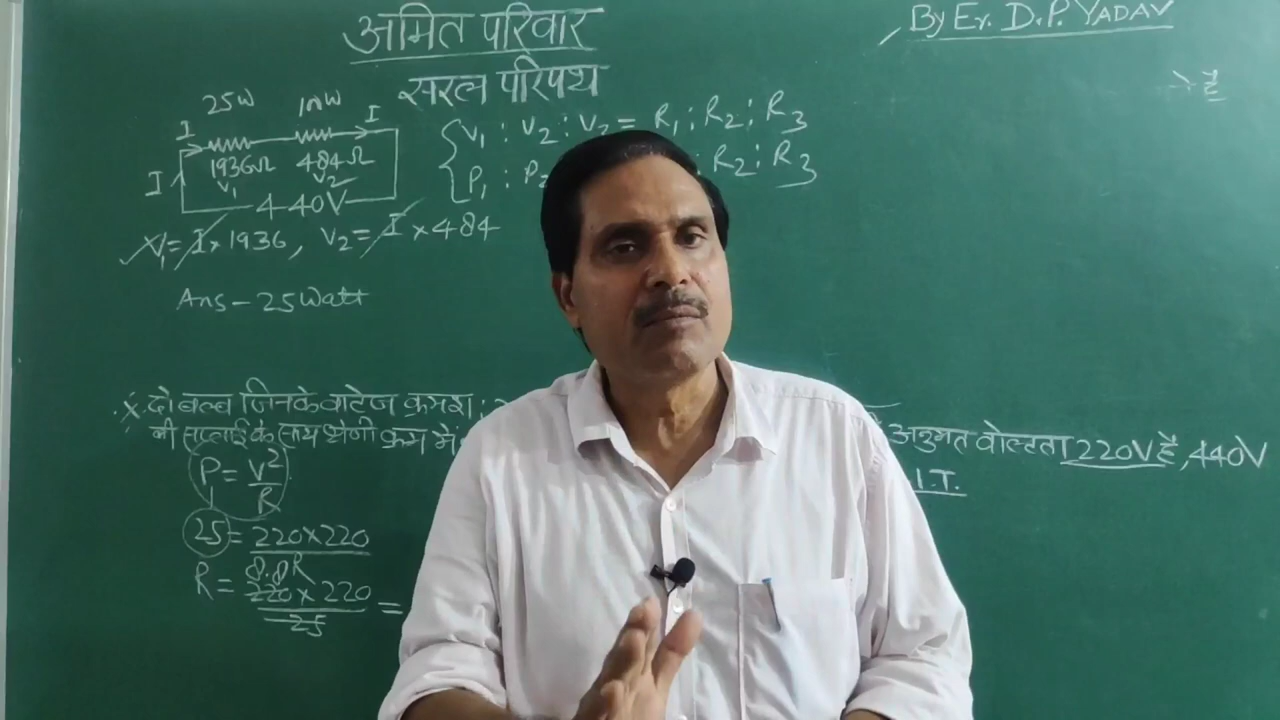 अमित परिवार
By Er. D.P. YADAV
सरल परिपथ
→ है
25W 100W
I I
1936Ω 484Ω
V₁ V₂
I
440V
V₁ : V₂ : V₃ = R₁ : R₂ : R₃
P₁ : P₂ : R₂ : R₃
V₁ = I × 1936, V₂ = I × 484
Ans - 25 Watt
दो बल्ब जिनके वाटेज क्रमश:
अनुमत वोल्टता 220V है, 440V
की सप्लाई के साथ श्रेणी क्रम में
I.T.
P = V²/R
25 = 220×220
R
8.8
R = 220 × 220 =
25